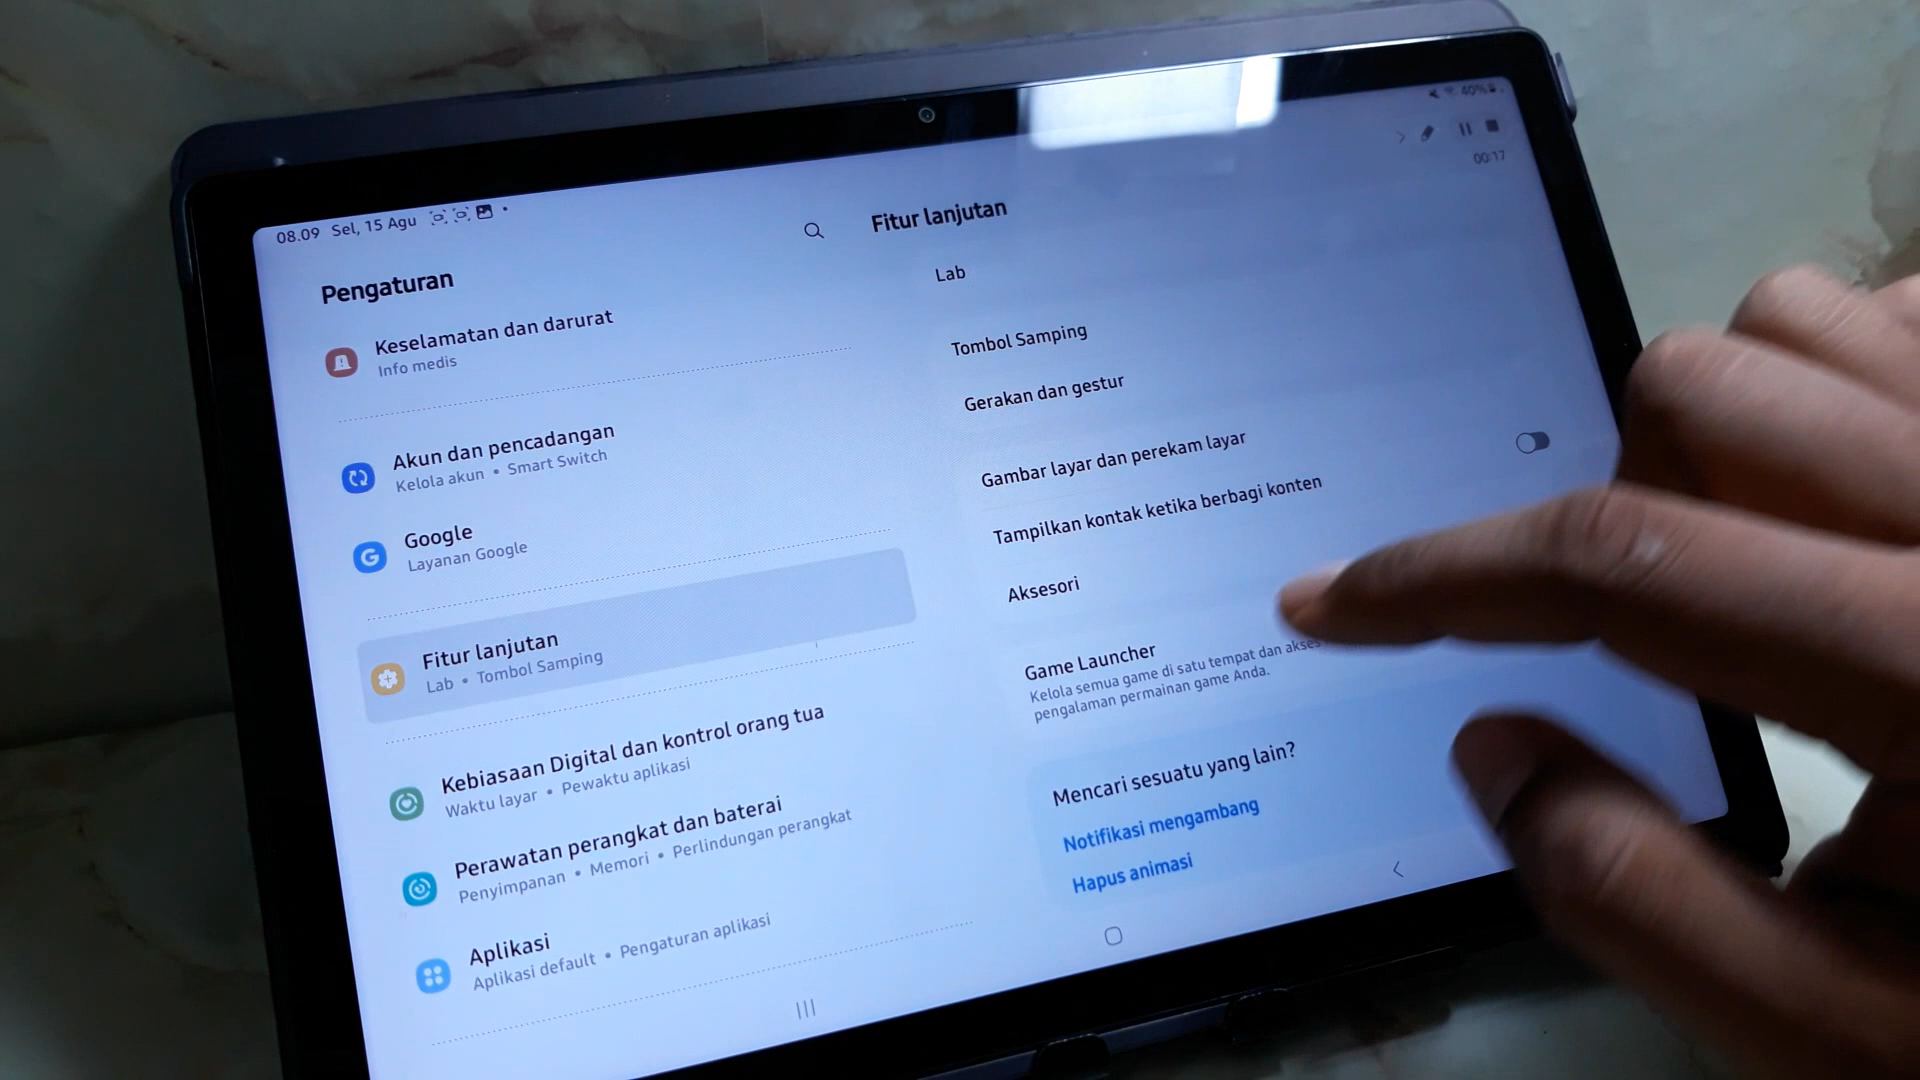 08.09 Sel, 15 Agu
40%
00:17
Pengaturan
Keselamatan dan darurat
Info medis
Akun dan pencadangan
Kelola akun • Smart Switch
Google
Layanan Google
Fitur lanjutan
Lab • Tombol Samping
Kebiasaan Digital dan kontrol orang tua
Waktu layar • Pewaktu aplikasi
Perawatan perangkat dan baterai
Penyimpanan • Memori • Perlindungan perangkat
Aplikasi
Aplikasi default • Pengaturan aplikasi
Fitur lanjutan
Lab
Tombol Samping
Gerakan dan gestur
Gambar layar dan perekam layar
Tampilkan kontak ketika berbagi konten
Aksesori
Game Launcher
Kelola semua game di satu tempat dan akses
pengalaman permainan game Anda.
Mencari sesuatu yang lain?
Notifikasi mengambang
Hapus animasi